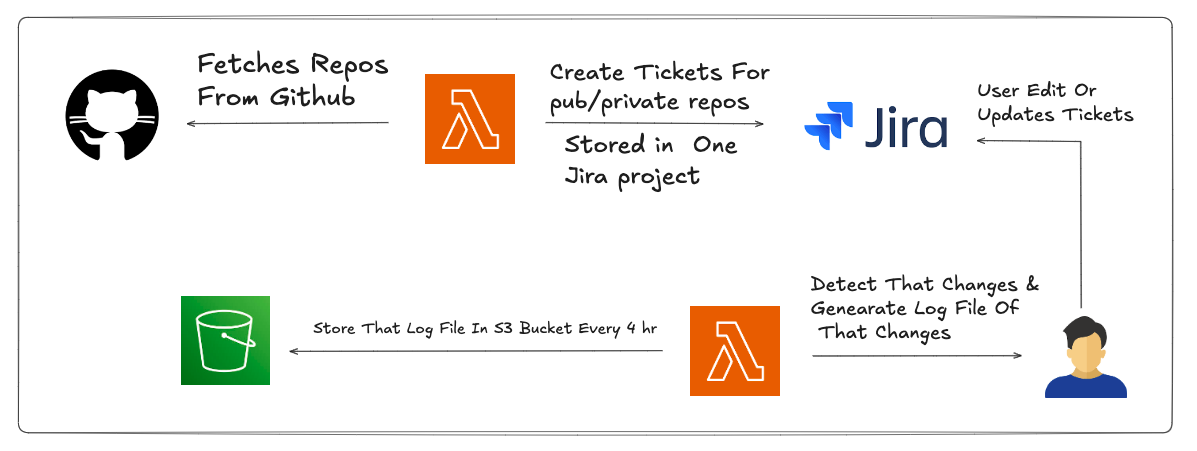 Fetches Repos
From Github
Create Tickets For
pub/private repos
Stored in One
Jira project
Jira
User Edit Or
Updates Tickets
Detect That Changes &
Genearate Log File Of
That Changes
Store That Log File In S3 Bucket Every 4 hr